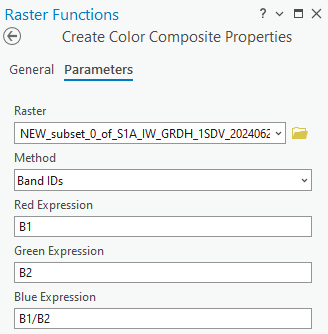 Raster Functions
Create Color Composite Properties
General Parameters
Raster
NEW_subset_0_of_S1A_IW_GRDH_1SDV_2024062
Method
Band IDs
Red Expression
B1
Green Expression
B2
Blue Expression
B1/B2